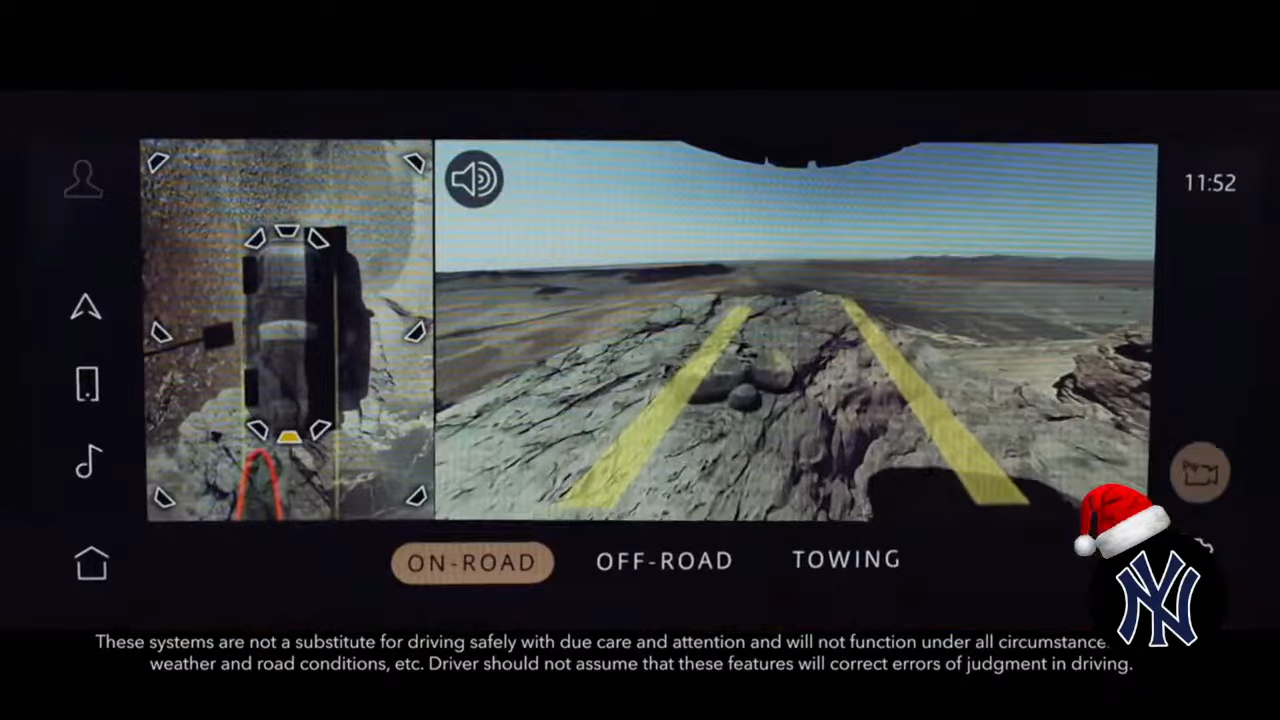 11:52
ON-ROAD OFF-ROAD TOWING
These systems are not a substitute for driving safely with due care and attention and will not function under all
weather and road conditions, etc. Driver should not assume that these features will correct errors of judgment in driving.
NY